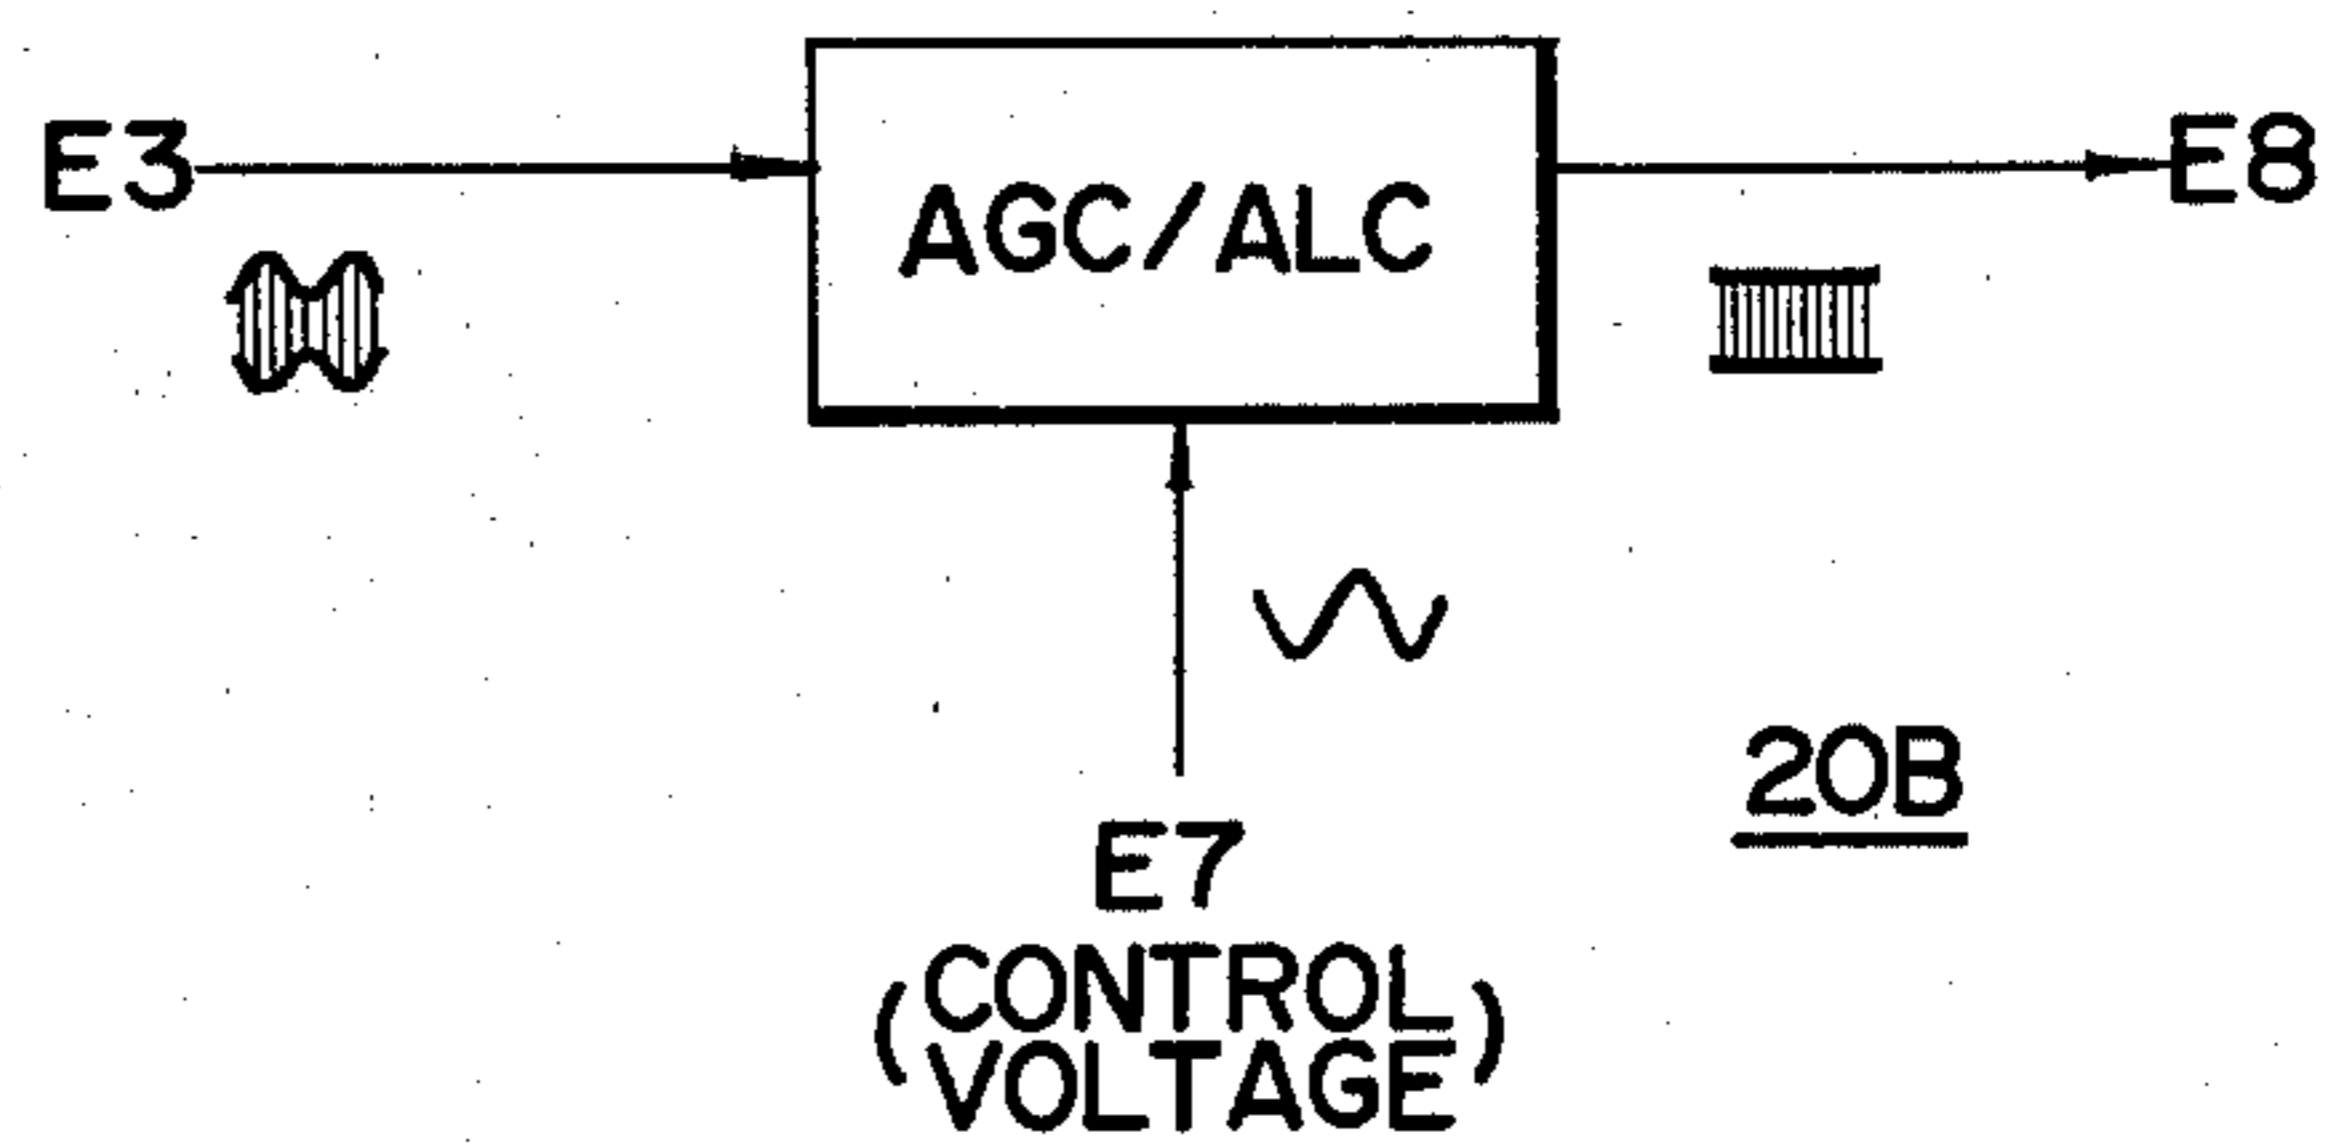 E3
AGC/ALC
E8
20B
E7
(CONTROL
VOLTAGE)